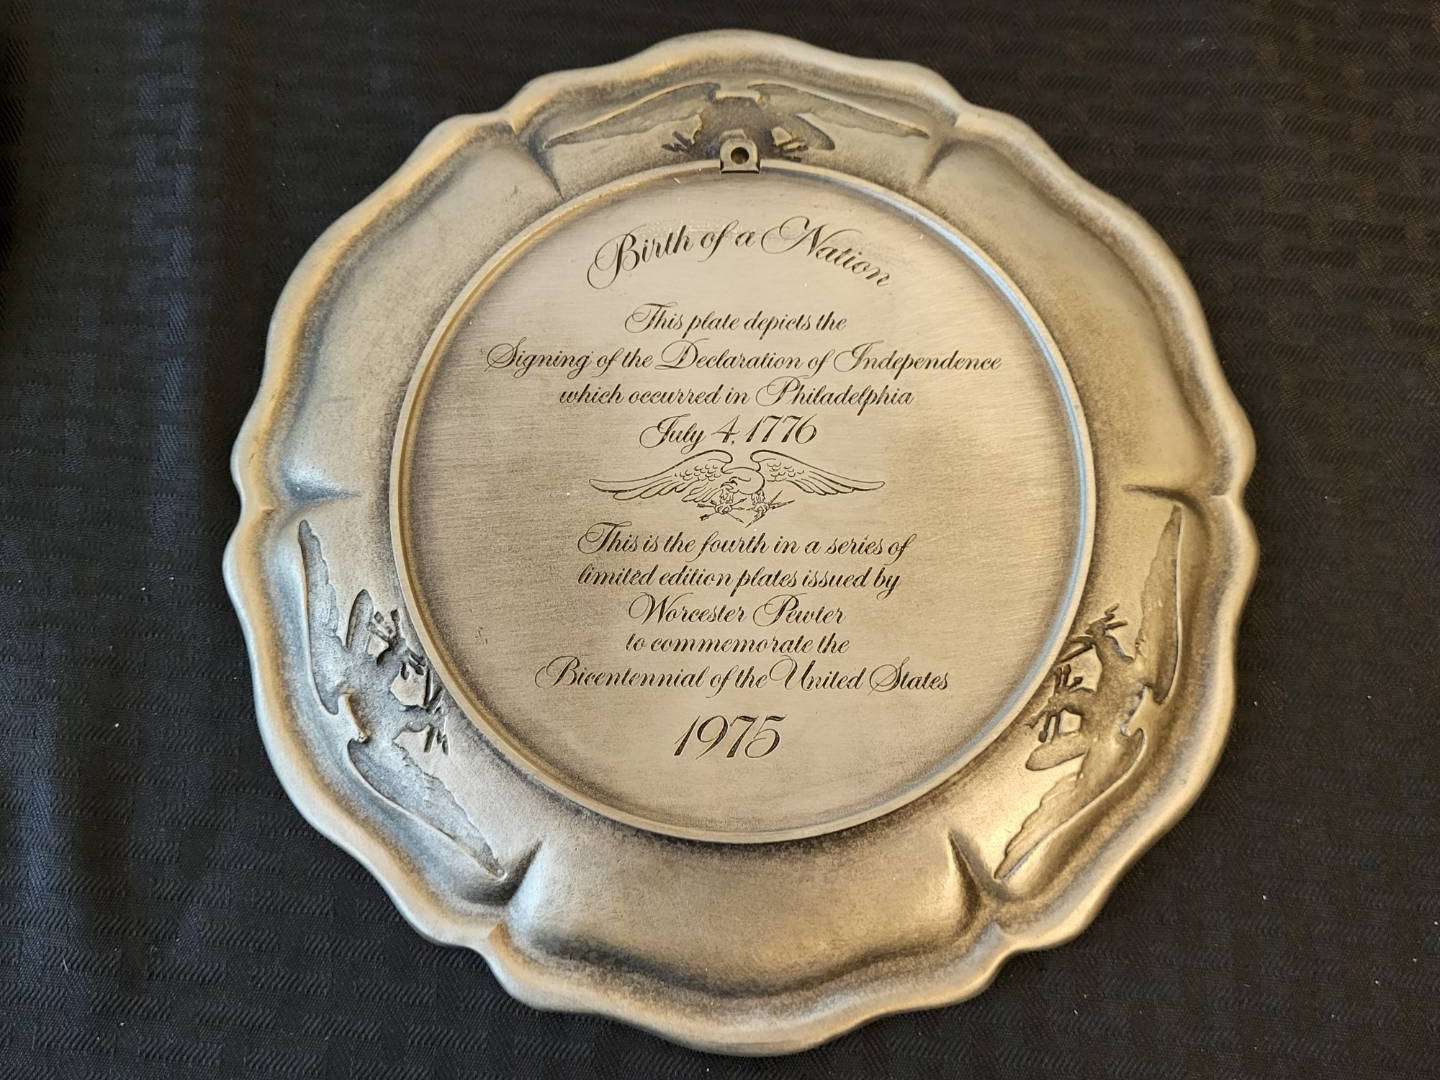 Birth of a Nation
This plate depicts the
Signing of the Declaration of Independence
which occurred in Philadelphia
July 4, 1776
This is the fourth in a series of
limited edition plates issued by
Worcester Pewter
to commemorate the
Bicentennial of the United States
1975